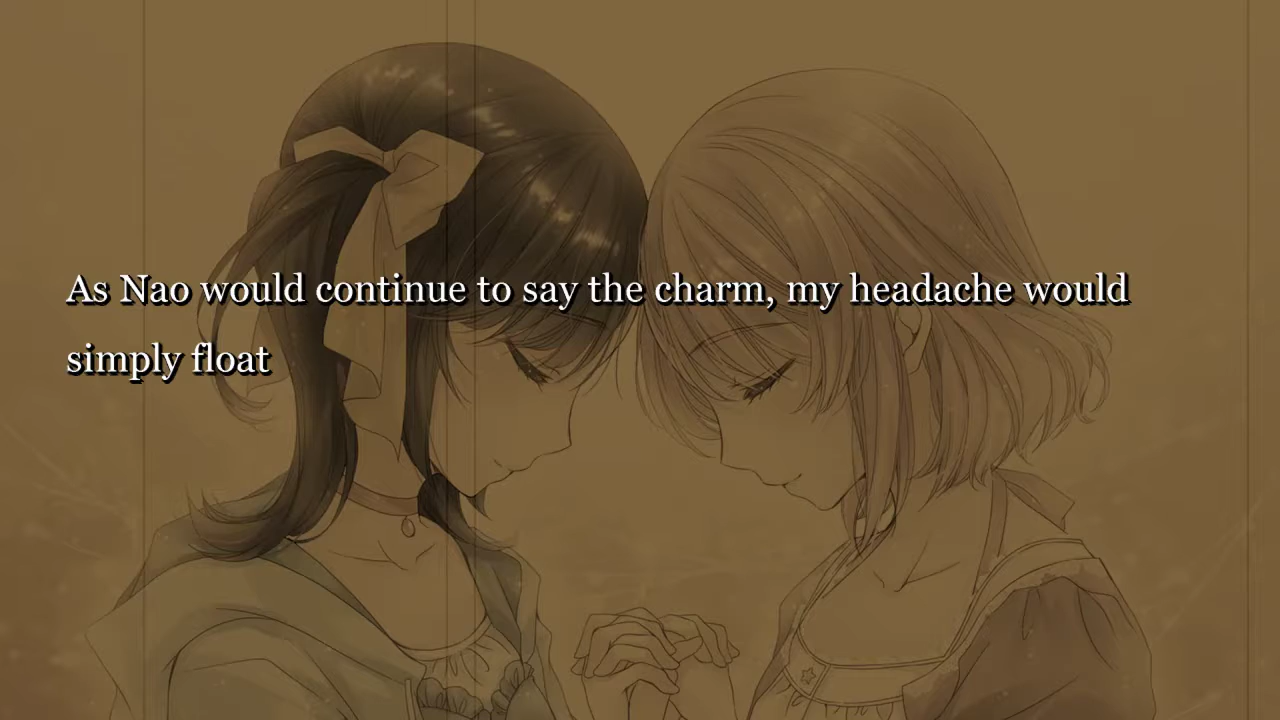 As Nao would continue to say the charm, my headache would
simply float